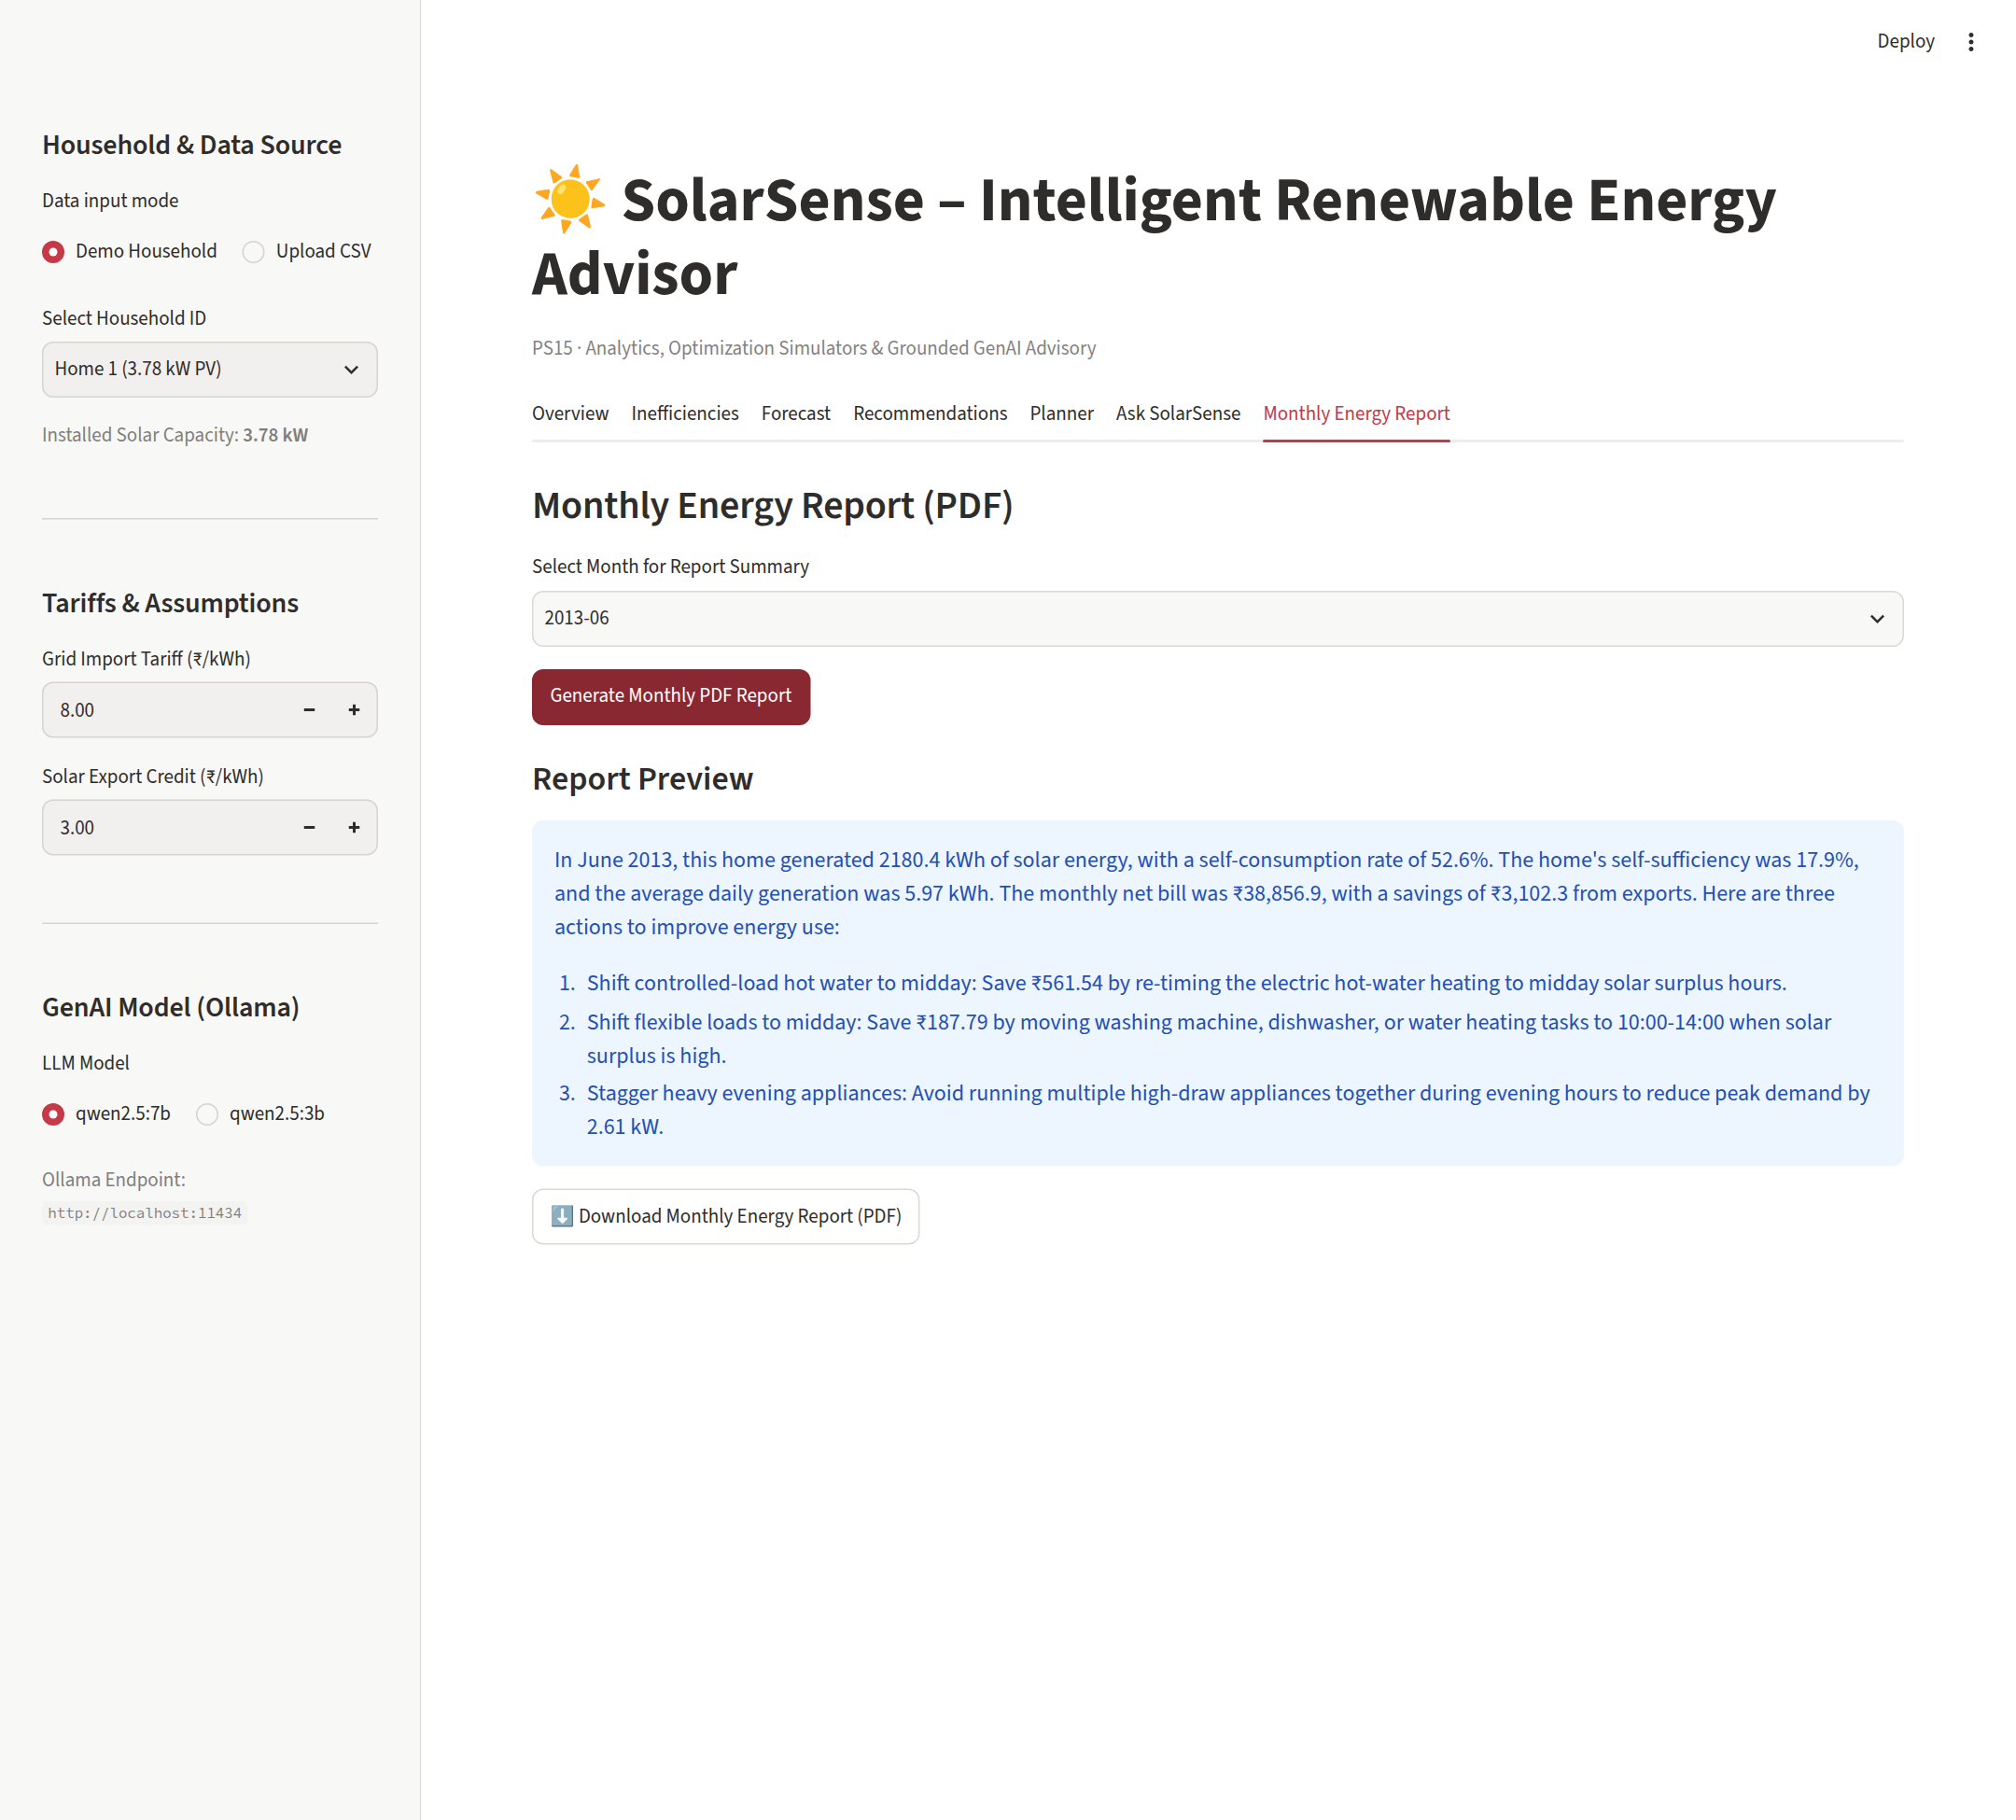 Deploy
Household & Data Source
Data input mode
Demo Household Upload CSV
Select Household ID
Home 1 (3.78 kW PV)
Installed Solar Capacity: 3.78 kW
Tariffs & Assumptions
Grid Import Tariff (₹/kWh)
8.00 − +
Solar Export Credit (₹/kWh)
3.00 − +
GenAI Model (Ollama)
LLM Model
qwen2.5:7b qwen2.5:3b
Ollama Endpoint:
http://localhost:11434
☀️ SolarSense – Intelligent Renewable Energy
Advisor
PS15 · Analytics, Optimization Simulators & Grounded GenAI Advisory
Overview Inefficiencies Forecast Recommendations Planner Ask SolarSense Monthly Energy Report
Monthly Energy Report (PDF)
Select Month for Report Summary
2013-06
Generate Monthly PDF Report
Report Preview
In June 2013, this home generated 2180.4 kWh of solar energy, with a self-consumption rate of 52.6%. The home's self-sufficiency was 17.9%,
and the average daily generation was 5.97 kWh. The monthly net bill was ₹38,856.9, with a savings of ₹3,102.3 from exports. Here are three
actions to improve energy use:
1. Shift controlled-load hot water to midday: Save ₹561.54 by re-timing the electric hot-water heating to midday solar surplus hours.
2. Shift flexible loads to midday: Save ₹187.79 by moving washing machine, dishwasher, or water heating tasks to 10:00-14:00 when solar
surplus is high.
3. Stagger heavy evening appliances: Avoid running multiple high-draw appliances together during evening hours to reduce peak demand by
2.61 kW.
⬇️ Download Monthly Energy Report (PDF)